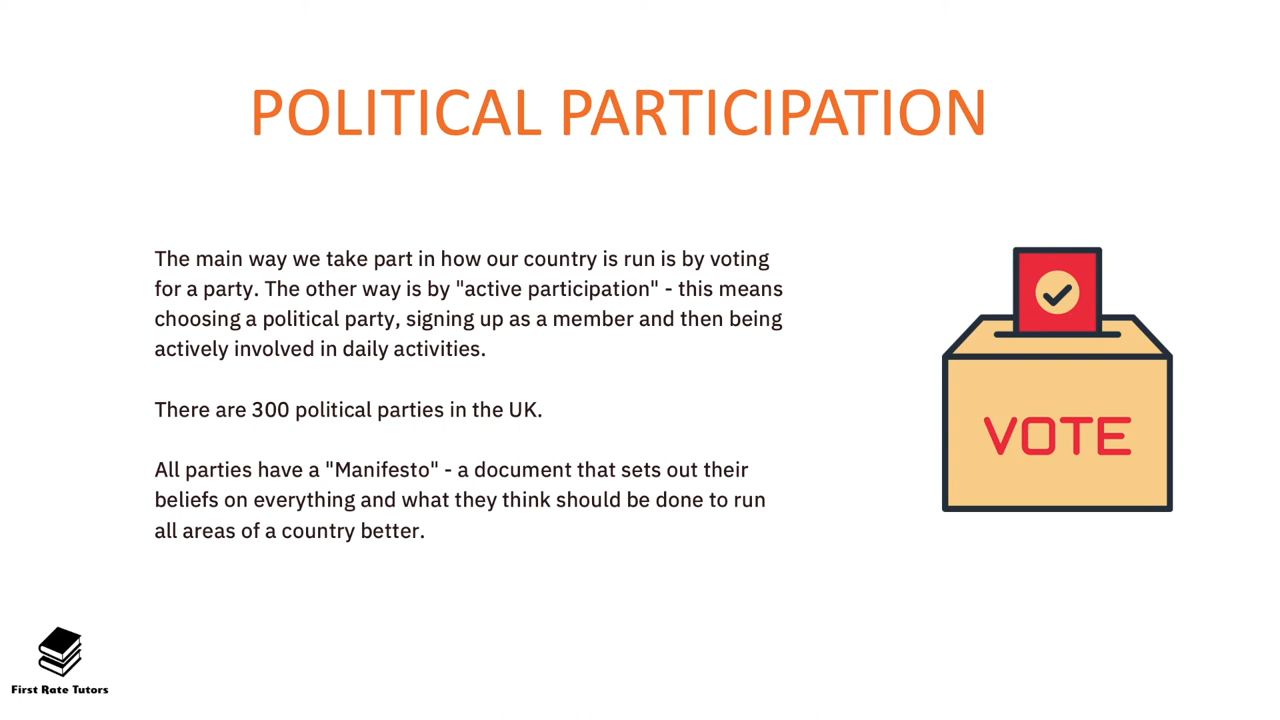 POLITICAL PARTICIPATION
The main way we take part in how our country is run is by voting
for a party. The other way is by "active participation" - this means
choosing a political party, signing up as a member and then being
actively involved in daily activities.
There are 300 political parties in the UK.
All parties have a "Manifesto" - a document that sets out their
beliefs on everything and what they think should be done to run
all areas of a country better.
VOTE
First Rate Tutors